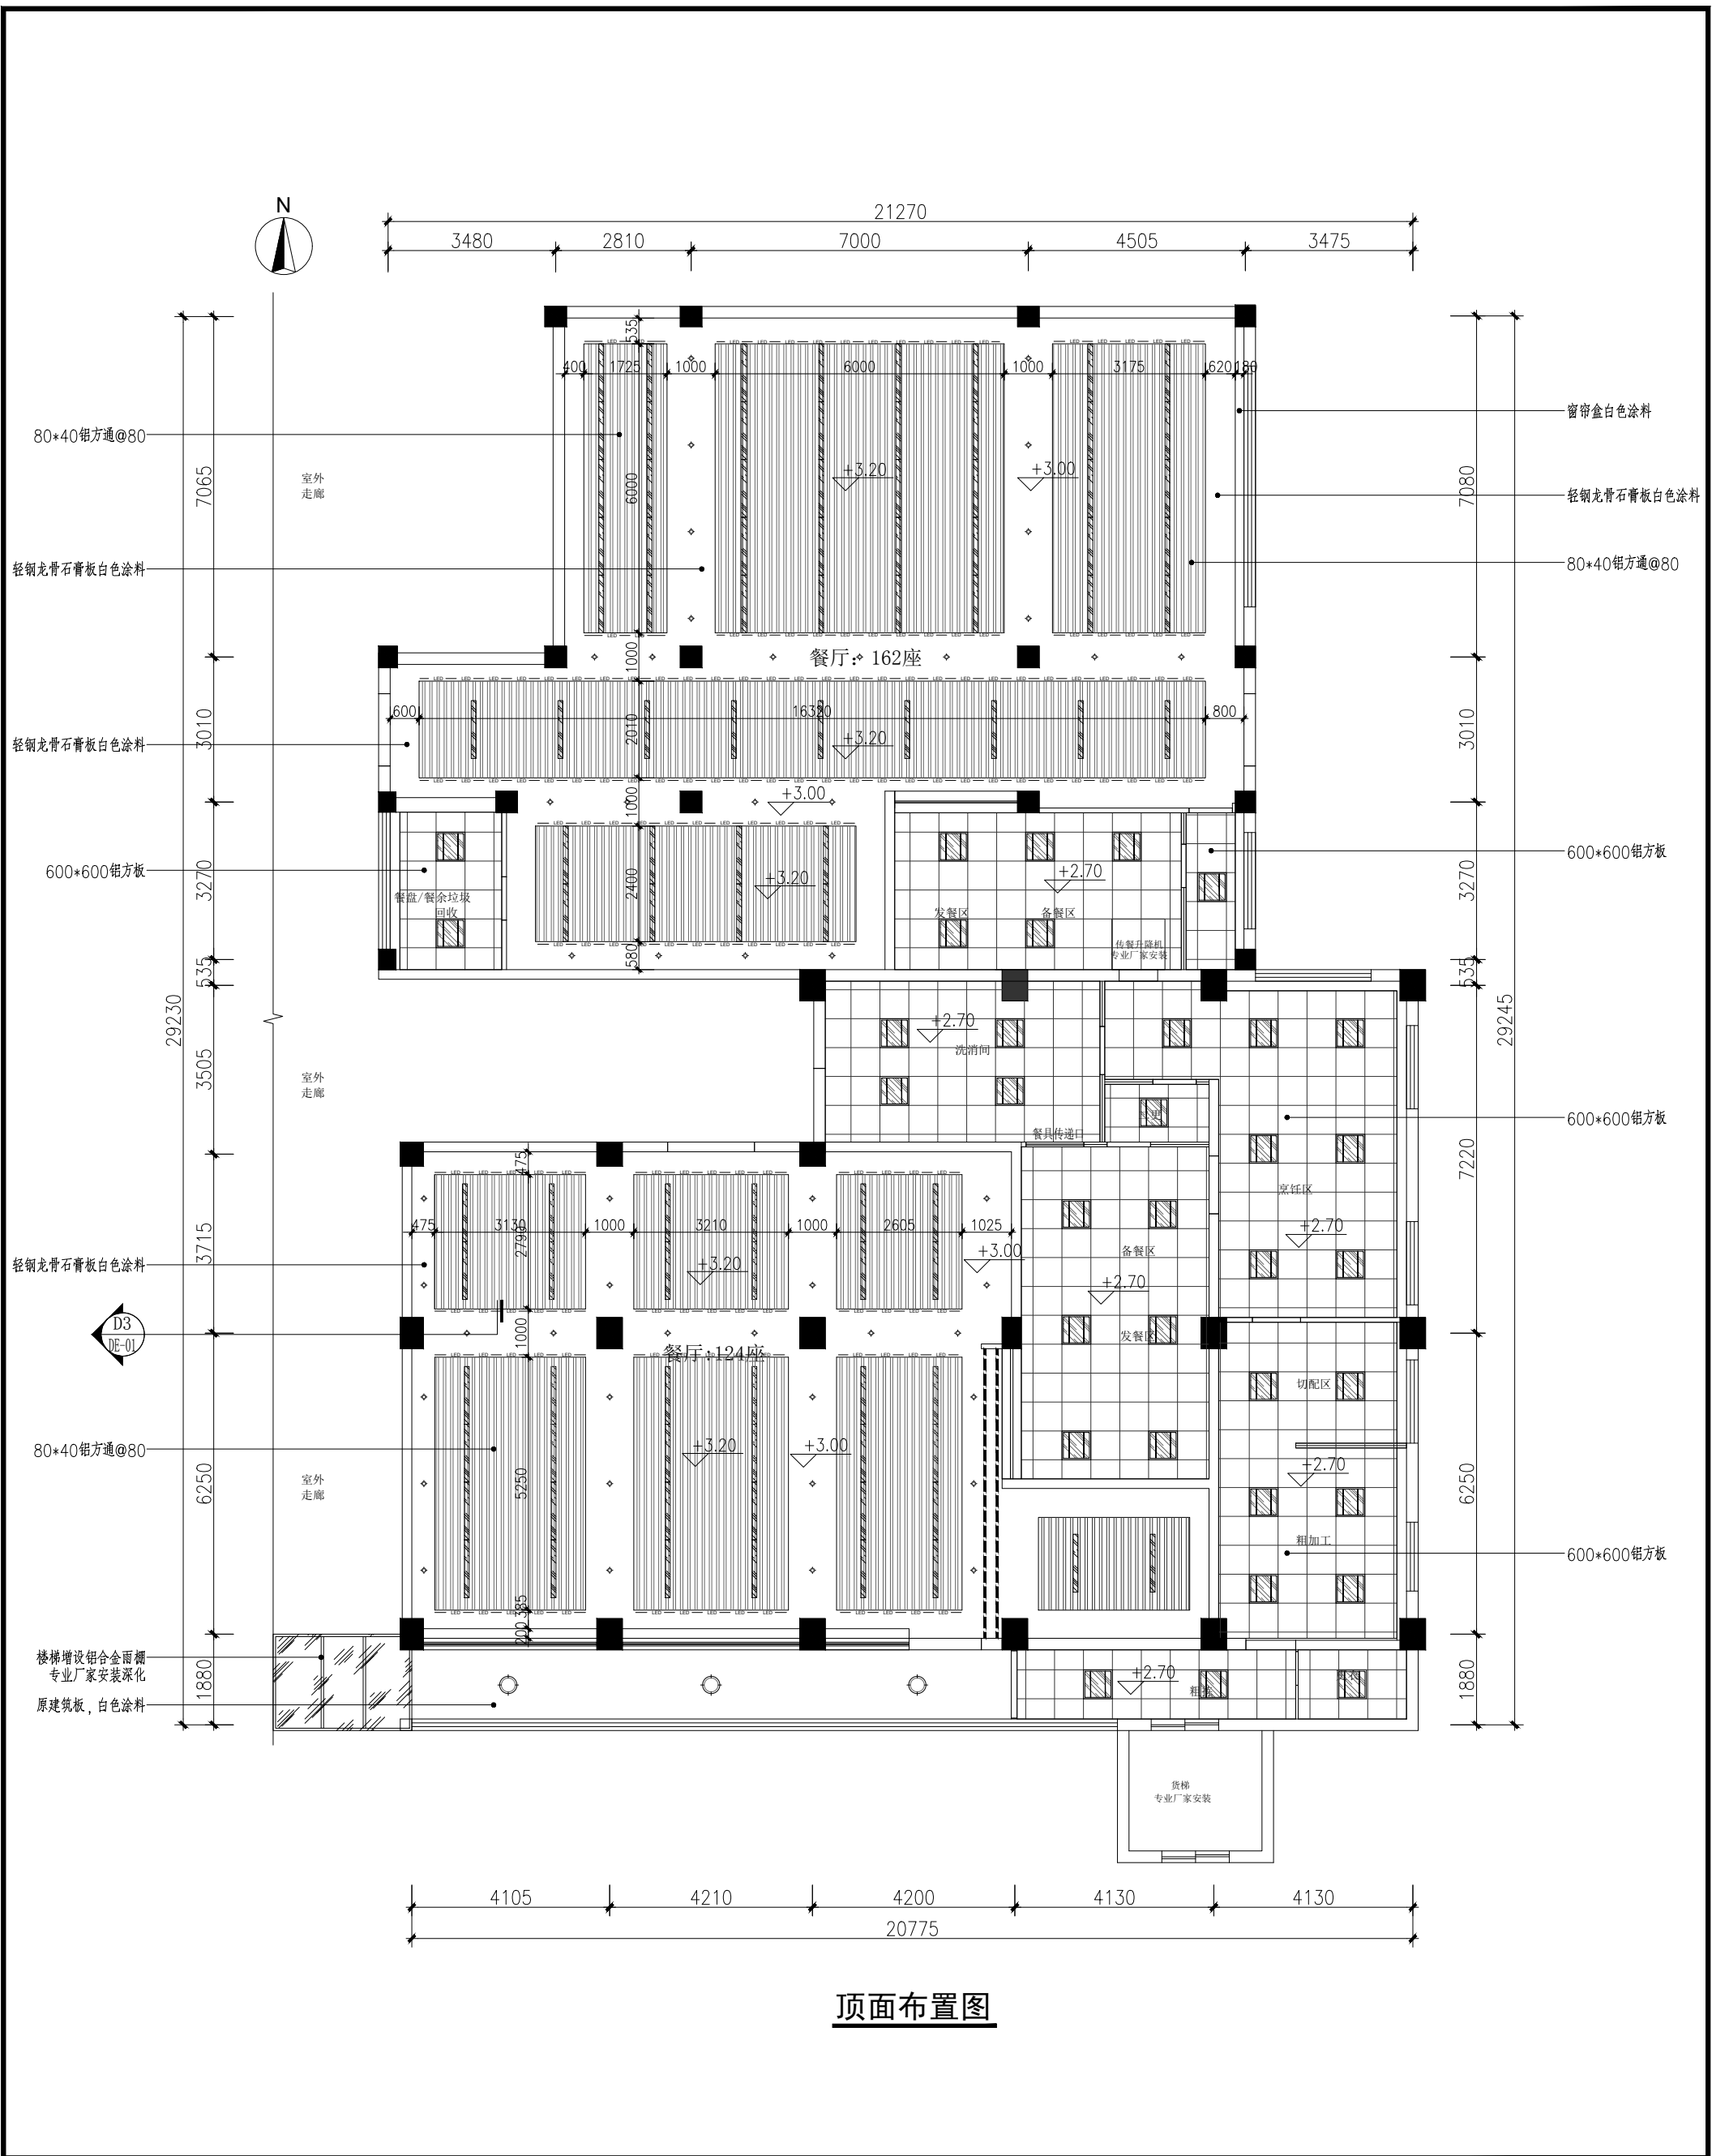 N
21270
3480 2810 7000 4505 3475
535
400 1725 1000 6000 1000 3175 620 180
窗帘盒白色涂料
80*40铝方通@80
+3.20 +3.00
室外
走廊
7065
6000
7080
轻钢龙骨石膏板白色涂料
轻钢龙骨石膏板白色涂料
80*40铝方通@80
1000
餐厅：162座
600 16320 800
3010
2010
3010
轻钢龙骨石膏板白色涂料
+3.20
+3.00
1000
600*600铝方板
600*600铝方板
3270
2400
3270
+3.20
+2.70
餐盘/餐余垃圾
回收
发餐区 备餐区
传餐升降机
专业厂家安装
580
535
535
29230
29245
+2.70
洗消间
3505
室外
走廊
600*600铝方板
餐具传递口
475
7220
烹饪区
475 3130 1000 3210 1000 2605 1025
+2.70
3715
+3.20
+3.00
备餐区
轻钢龙骨石膏板白色涂料
+2.70
D3
DE-01
1000
发餐区
餐厅:124座
切配区
80*40铝方通@80
+3.20 +3.00
+2.70
室外
走廊
6250
5250
6250
粗加工
600*600铝方板
385
200
楼梯增设铝合金雨棚
专业厂家安装深化
+2.70
1880
1880
原建筑板，白色涂料
货梯
专业厂家安装
4105 4210 4200 4130 4130
20775
顶面布置图